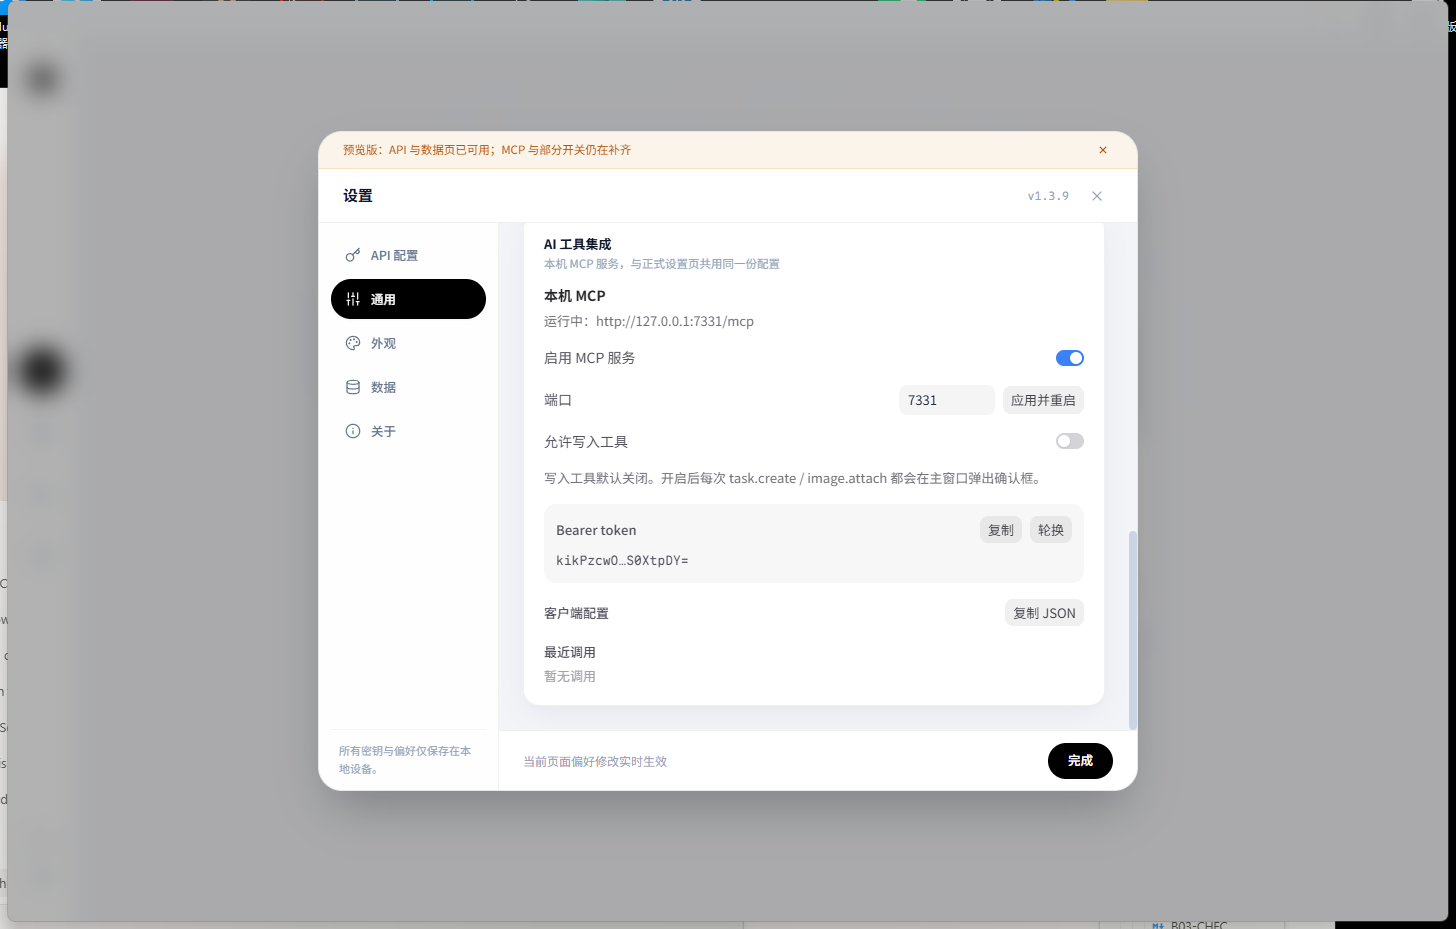 预览版：API 与数据页已可用；MCP 与部分开关仍在补齐
设置
v1.3.9
API 配置
通用
外观
数据
关于
所有密钥与偏好仅保存在本
地设备。
AI 工具集成
本机 MCP 服务，与正式设置页共用同一份配置
本机 MCP
运行中：http://127.0.0.1:7331/mcp
启用 MCP 服务
端口
7331
应用并重启
允许写入工具
写入工具默认关闭。开启后每次 task.create / image.attach 都会在主窗口弹出确认框。
Bearer token
复制
轮换
kikPzcwO…S0XtpDY=
客户端配置
复制 JSON
最近调用
暂无调用
当前页面偏好修改实时生效
完成